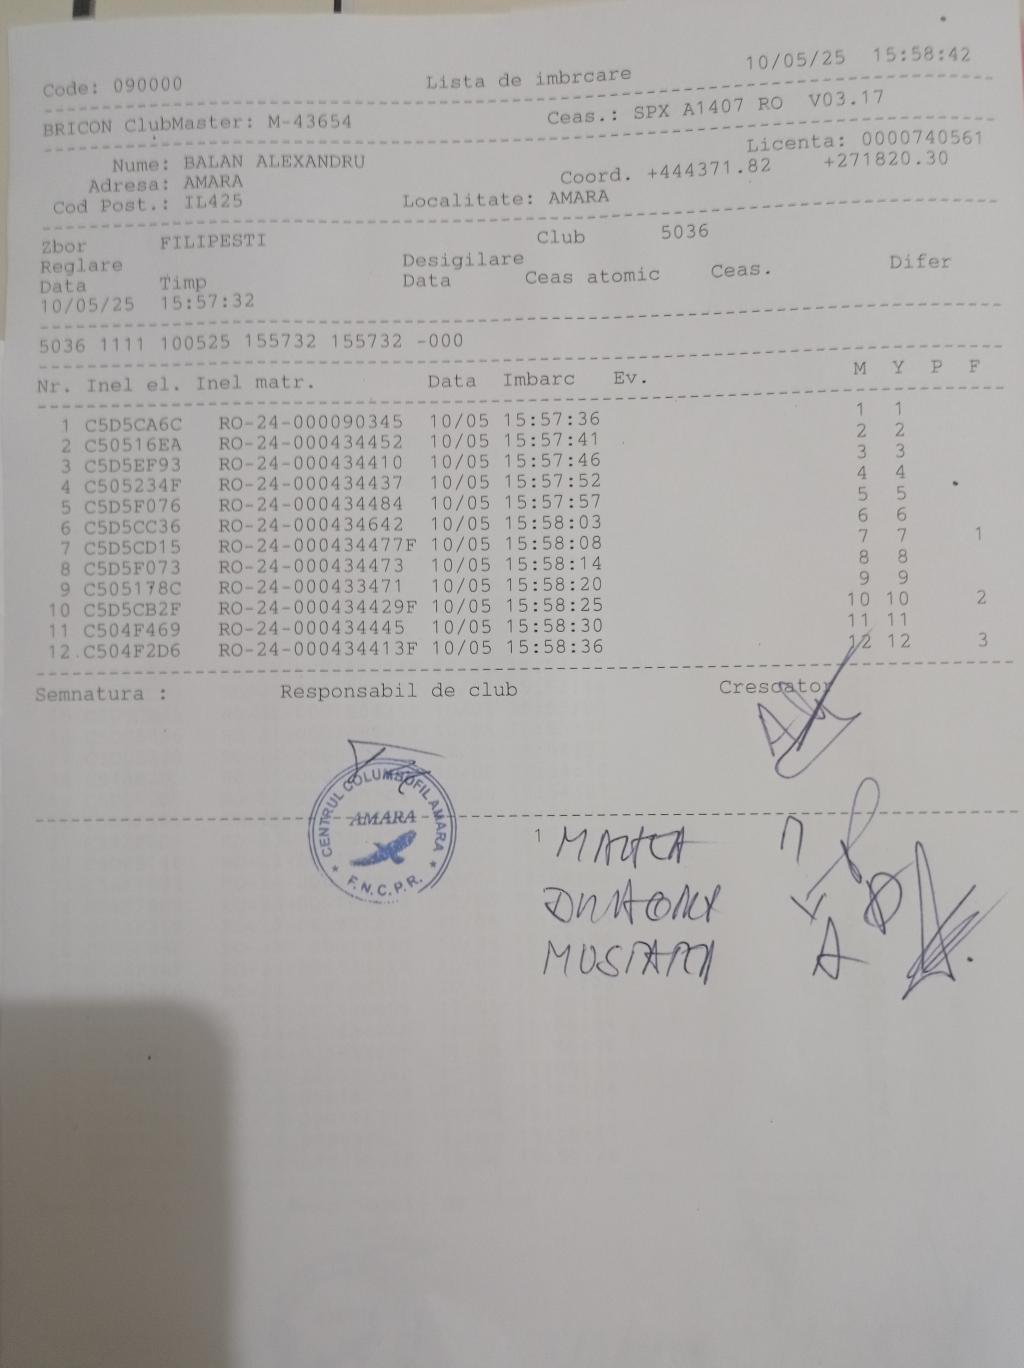 10/05/25 15:58:42
Code: 090000 Lista de imbrcare
BRICON ClubMaster: M-43654 Ceas.: SPX A1407 RO V03.17
Licenta: 0000740561
Nume: BALAN ALEXANDRU
Adresa: AMARA Coord. +444371.82 +271820.30
Cod Post.: IL425 Localitate: AMARA
Zbor FILIPESTI Club 5036
Reglare Desigilare
Data Timp Data Ceas atomic Ceas. Difer
10/05/25 15:57:32
5036 1111 100525 155732 155732 -000
Nr. Inel el. Inel matr. Data Imbarc Ev. M Y P F
1 C5D5CA6C RO-24-000090345 10/05 15:57:36 1 1
2 C50516EA RO-24-000434452 10/05 15:57:41 2 2
3 C5D5EF93 RO-24-000434410 10/05 15:57:46 3 3
4 C505234F RO-24-000434437 10/05 15:57:52 4 4
5 C5D5F076 RO-24-000434484 10/05 15:57:57 5 5
6 C5D5CC36 RO-24-000434642 10/05 15:58:03 6 6
7 C5D5CD15 RO-24-000434477F 10/05 15:58:08 7 7 1
8 C5D5F073 RO-24-000434473 10/05 15:58:14 8 8
9 C505178C RO-24-000433471 10/05 15:58:20 9 9
10 C5D5CB2F RO-24-000434429F 10/05 15:58:25 10 10 2
11 C504F469 RO-24-000434445 10/05 15:58:30 11 11
12 C504F2D6 RO-24-000434413F 10/05 15:58:36 12 12 3
Semnatura : Responsabil de club Crescator
CENTRUL COLUMBOFIL AMARA
AMARA
F.N.C.P.R.
1